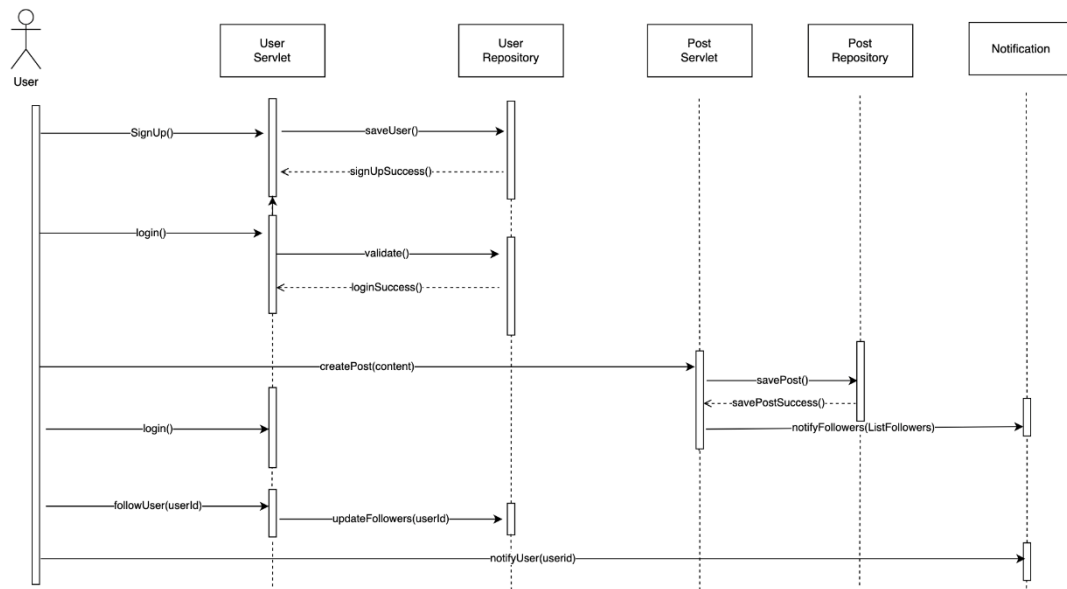 User
User
Servlet
User
Repository
Post
Servlet
Post
Repository
Notification
SignUp()
saveUser()
signUpSuccess()
login()
validate()
loginSuccess()
createPost(content)
savePost()
savePostSuccess()
login()
notifyFollowers(ListFollowers)
followUser(userId)
updateFollowers(userId)
notifyUser(userid)